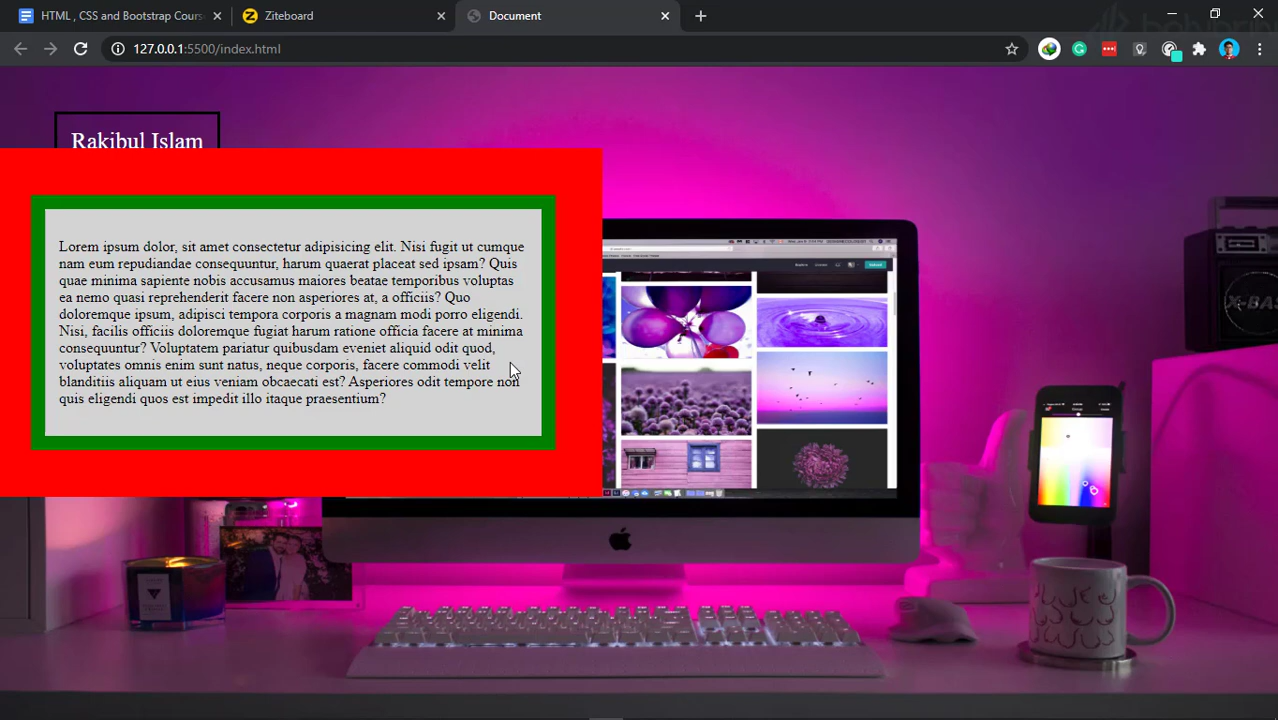 HTML , CSS and Bootstrap Cours
Ziteboard
Document
127.0.0.1:5500/index.html
Rakibul Islam
Lorem ipsum dolor, sit amet consectetur adipisicing elit. Nisi fugit ut cumque
nam eum repudiandae consequuntur, harum quaerat placeat sed ipsam? Quis
quae minima sapiente nobis accusamus maiores beatae temporibus voluptas
ea nemo quasi reprehenderit facere non asperiores at, a officiis? Quo
doloremque ipsum, adipisci tempora corporis a magnam modi porro eligendi.
Nisi, facilis officiis doloremque fugiat harum ratione officia facere at minima
consequuntur? Voluptatem pariatur quibusdam eveniet aliquid odit quod,
voluptates omnis enim sunt natus, neque corporis, facere commodi velit
blanditiis aliquam ut eius veniam obcaecati est? Asperiores odit tempore non
quis eligendi quos est impedit illo itaque praesentium?
X-BASS